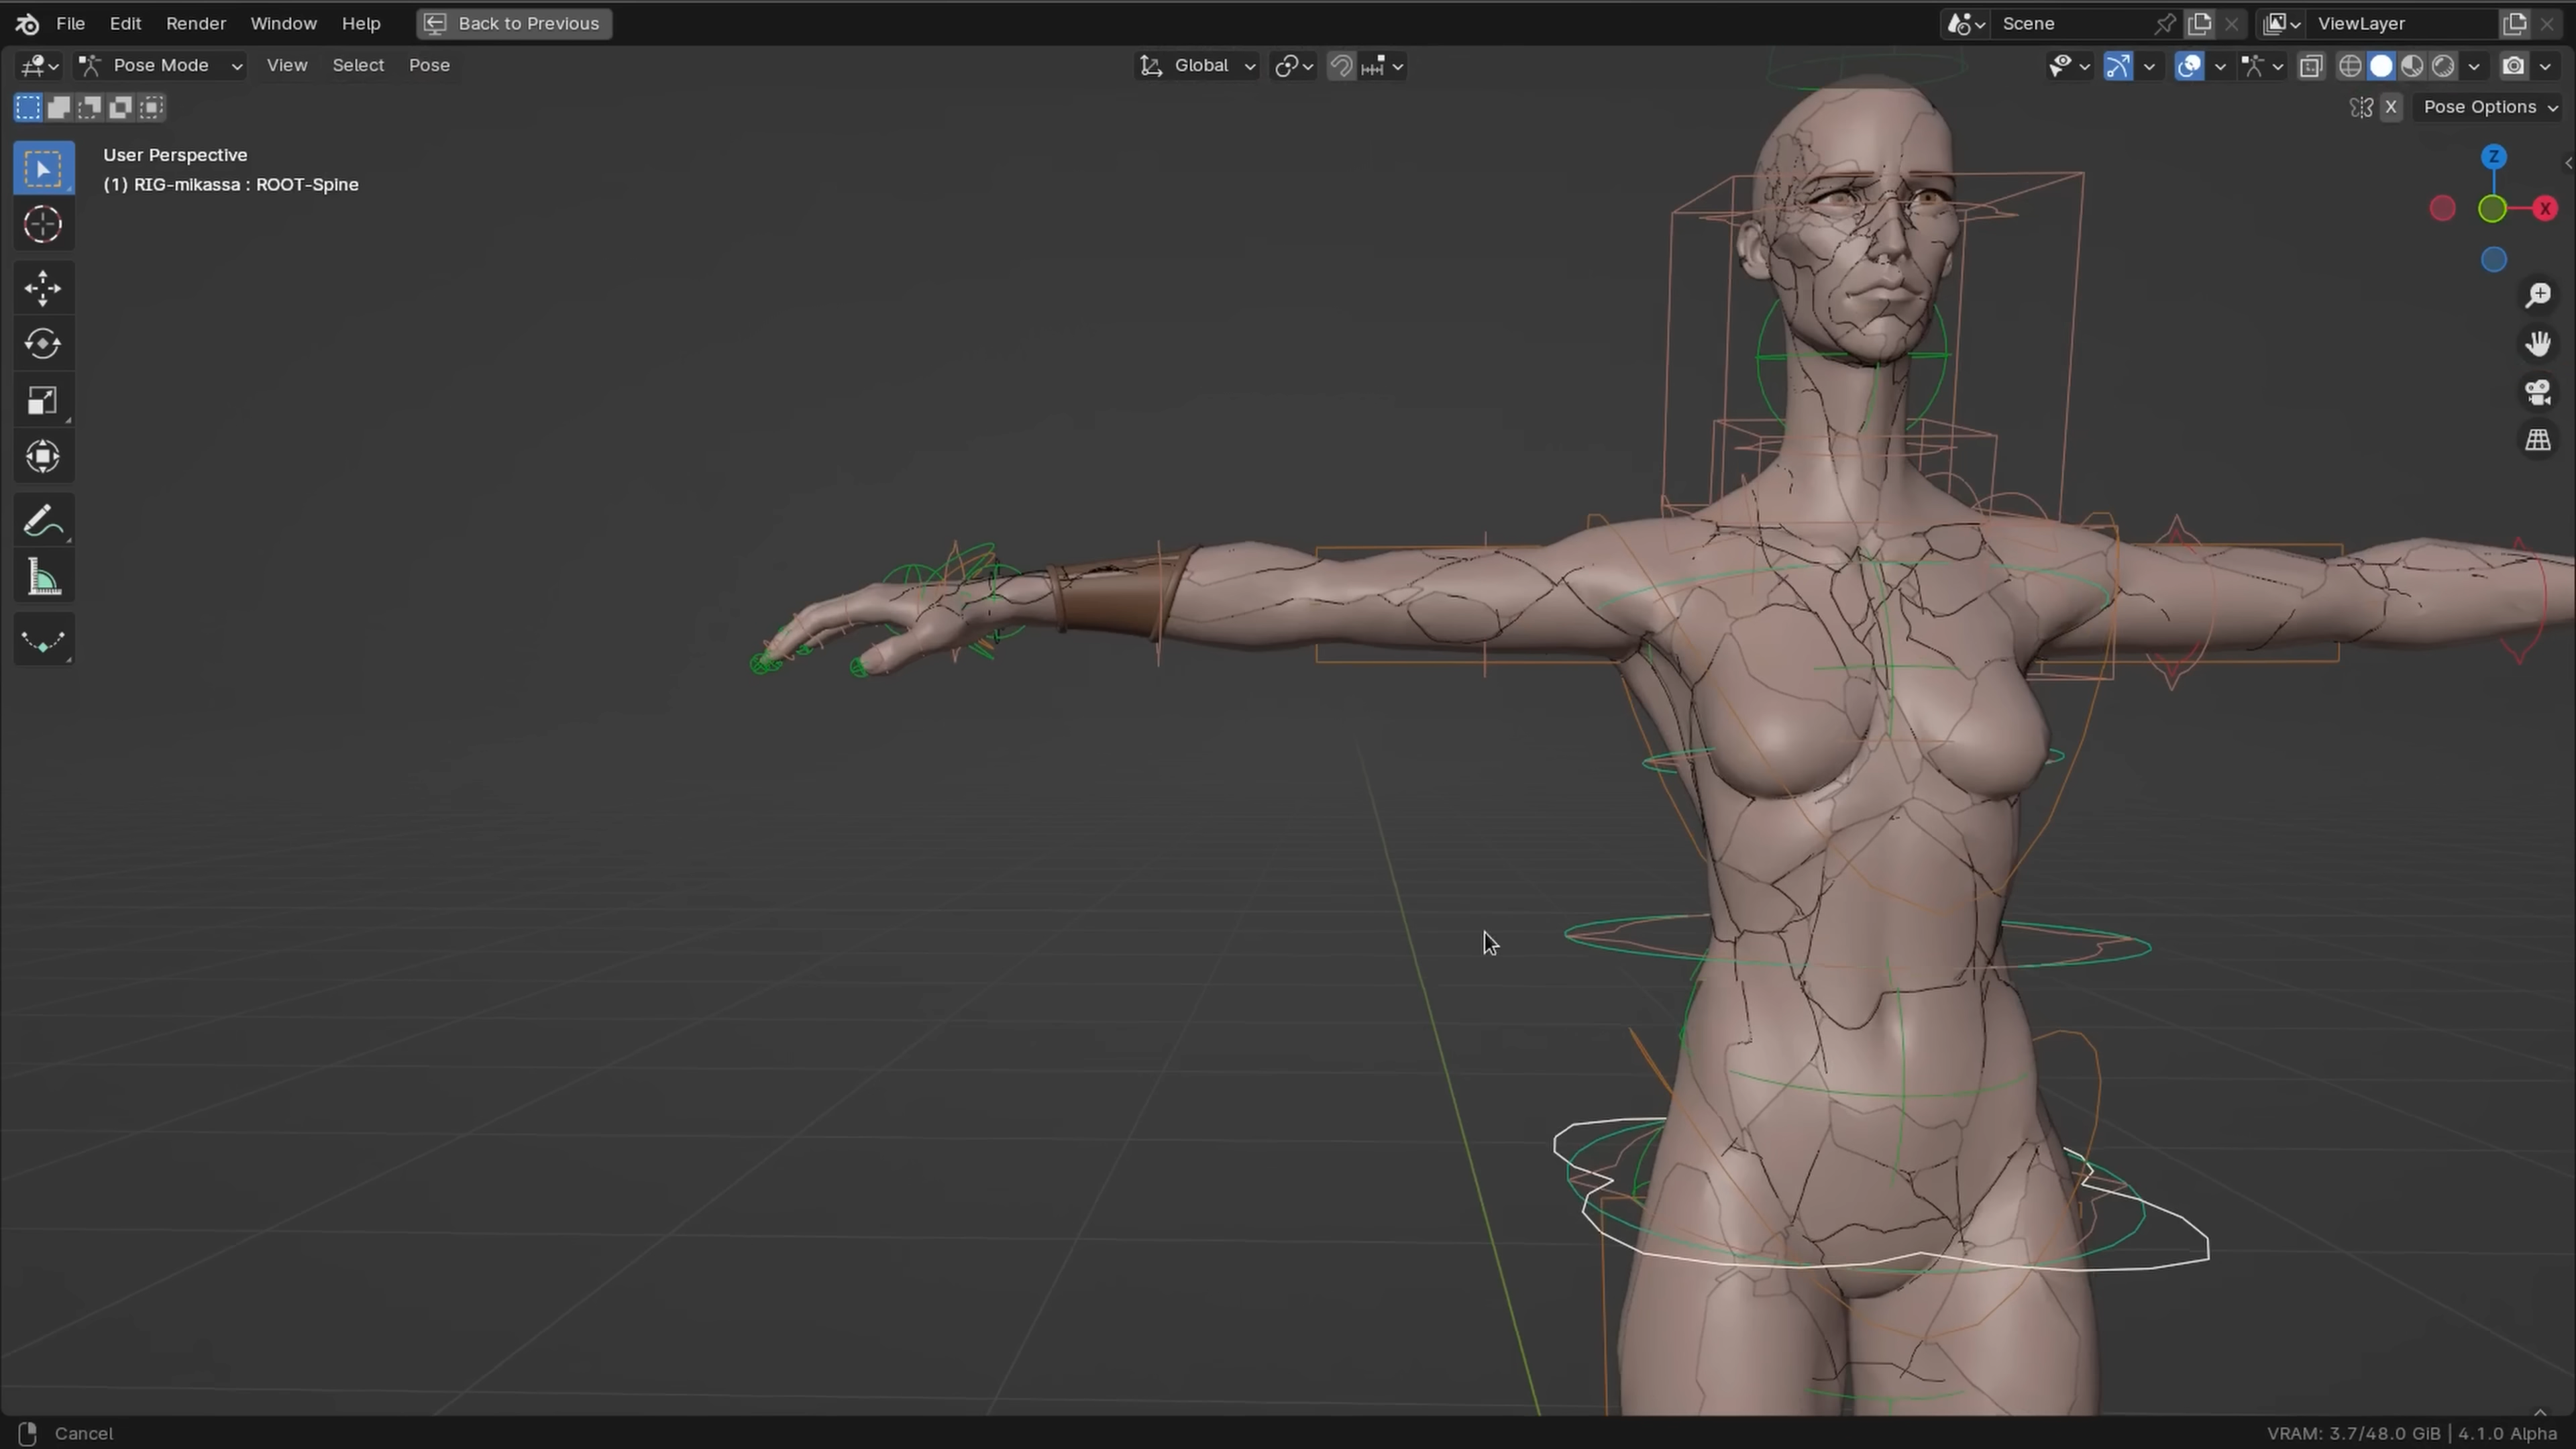 File Edit Render Window Help Back to Previous Scene ViewLayer
Pose Mode View Select Pose Global
X Pose Options
User Perspective
(1) RIG-mikassa : ROOT-Spine
Z
X
Cancel VRAM: 3.7/48.0 GiB | 4.1.0 Alpha